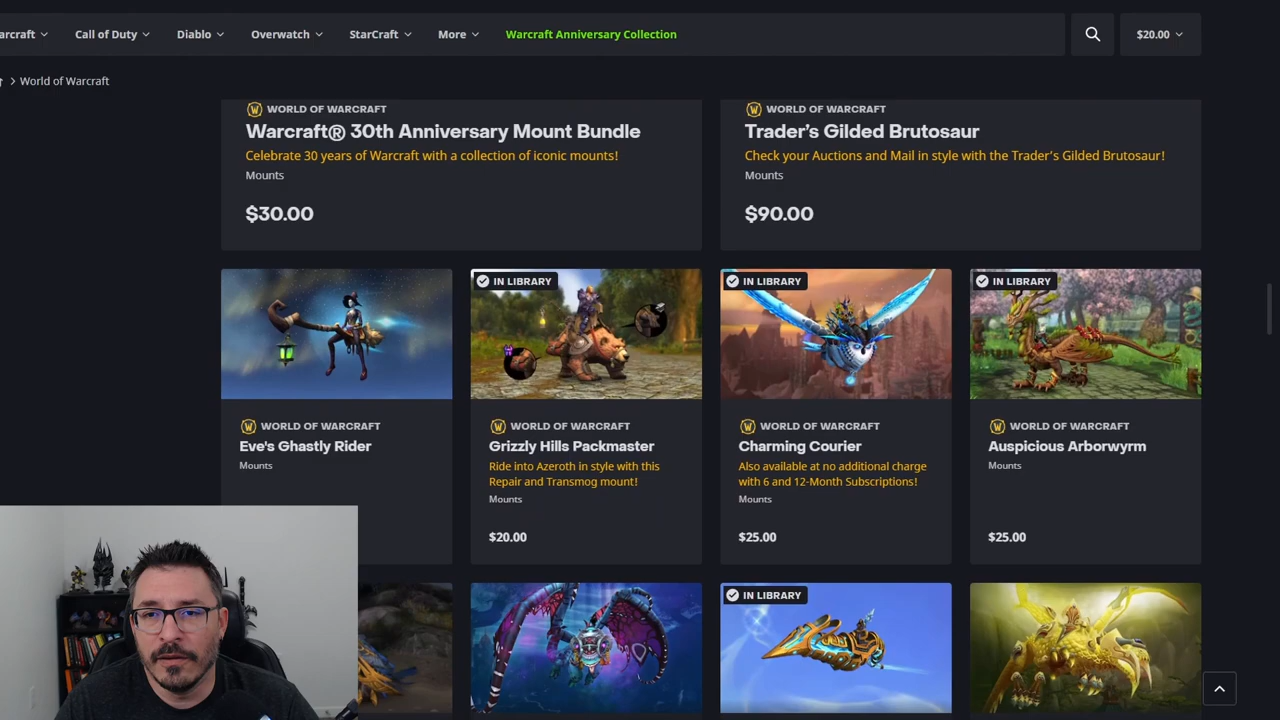 arcraft
Call of Duty
Diablo
Overwatch
StarCraft
More
Warcraft Anniversary Collection
$20.00
World of Warcraft
WORLD OF WARCRAFT
Warcraft® 30th Anniversary Mount Bundle
Celebrate 30 years of Warcraft with a collection of iconic mounts!
Mounts
$30.00
WORLD OF WARCRAFT
Trader's Gilded Brutosaur
Check your Auctions and Mail in style with the Trader's Gilded Brutosaur!
Mounts
$90.00
WORLD OF WARCRAFT
Eve's Ghastly Rider
Mounts
IN LIBRARY
WORLD OF WARCRAFT
Grizzly Hills Packmaster
Ride into Azeroth in style with this
Repair and Transmog mount!
Mounts
$20.00
IN LIBRARY
WORLD OF WARCRAFT
Charming Courier
Also available at no additional charge
with 6 and 12-Month Subscriptions!
Mounts
$25.00
IN LIBRARY
WORLD OF WARCRAFT
Auspicious Arborwyrm
Mounts
$25.00
IN LIBRARY